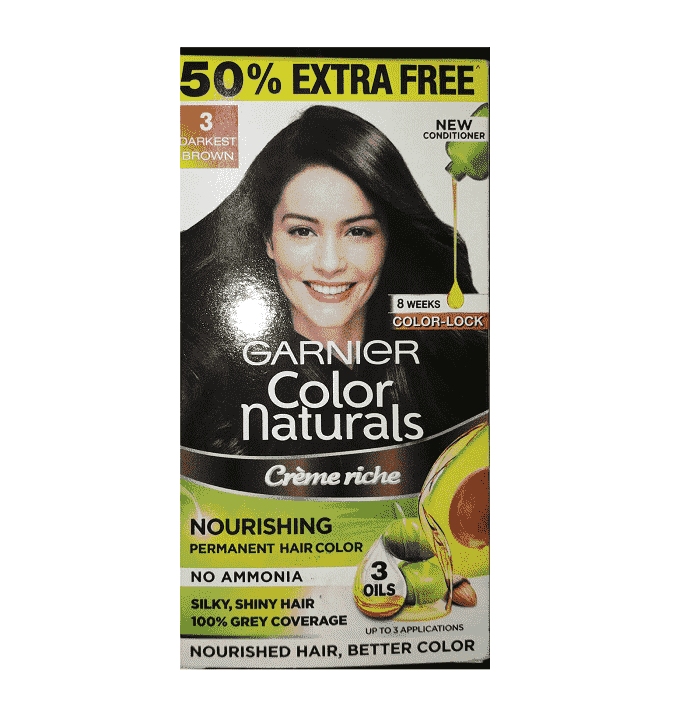 50% EXTRA FREE^
3
DARKEST
BROWN
NEW
CONDITIONER
8 WEEKS
COLOR-LOCK
GARNIER
Color
Naturals
Crème riche
NOURISHING
PERMANENT HAIR COLOR
NO AMMONIA
3
OILS
SILKY, SHINY HAIR
100% GREY COVERAGE
UP TO 3 APPLICATIONS
NOURISHED HAIR, BETTER COLOR